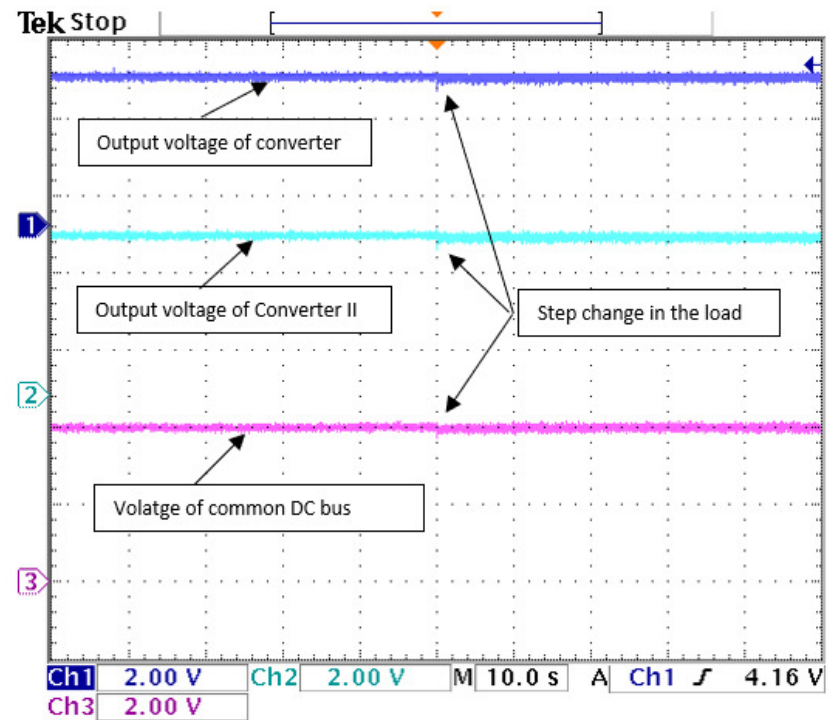 Tek Stop
Output voltage of converter
1
Output voltage of Converter II
Step change in the load
2
Volatge of common DC bus
3
Ch1 2.00 V Ch2 2.00 V M 10.0 s A Ch1 4.16 V
Ch3 2.00 V